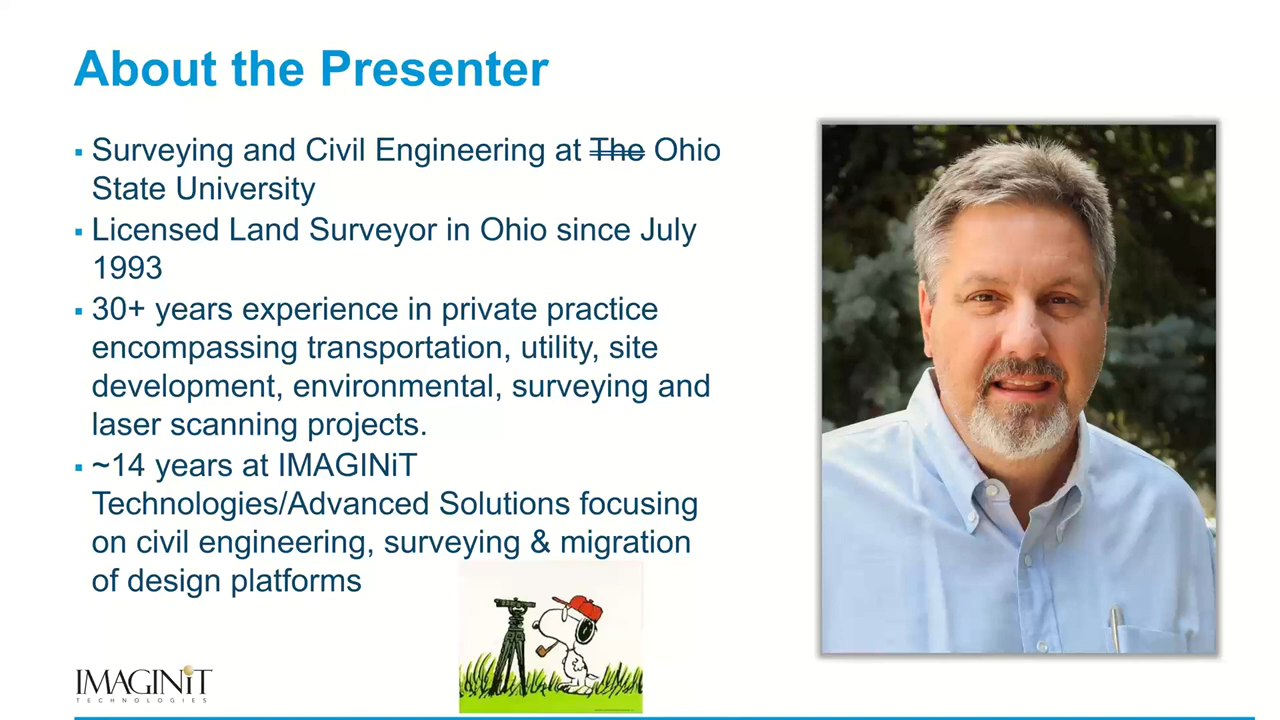 About the Presenter
▪ Surveying and Civil Engineering at The Ohio
State University
▪ Licensed Land Surveyor in Ohio since July
1993
▪ 30+ years experience in private practice
encompassing transportation, utility, site
development, environmental, surveying and
laser scanning projects.
▪ ~14 years at IMAGINiT
Technologies/Advanced Solutions focusing
on civil engineering, surveying & migration
of design platforms
IMAGINiT
TECHNOLOGIES